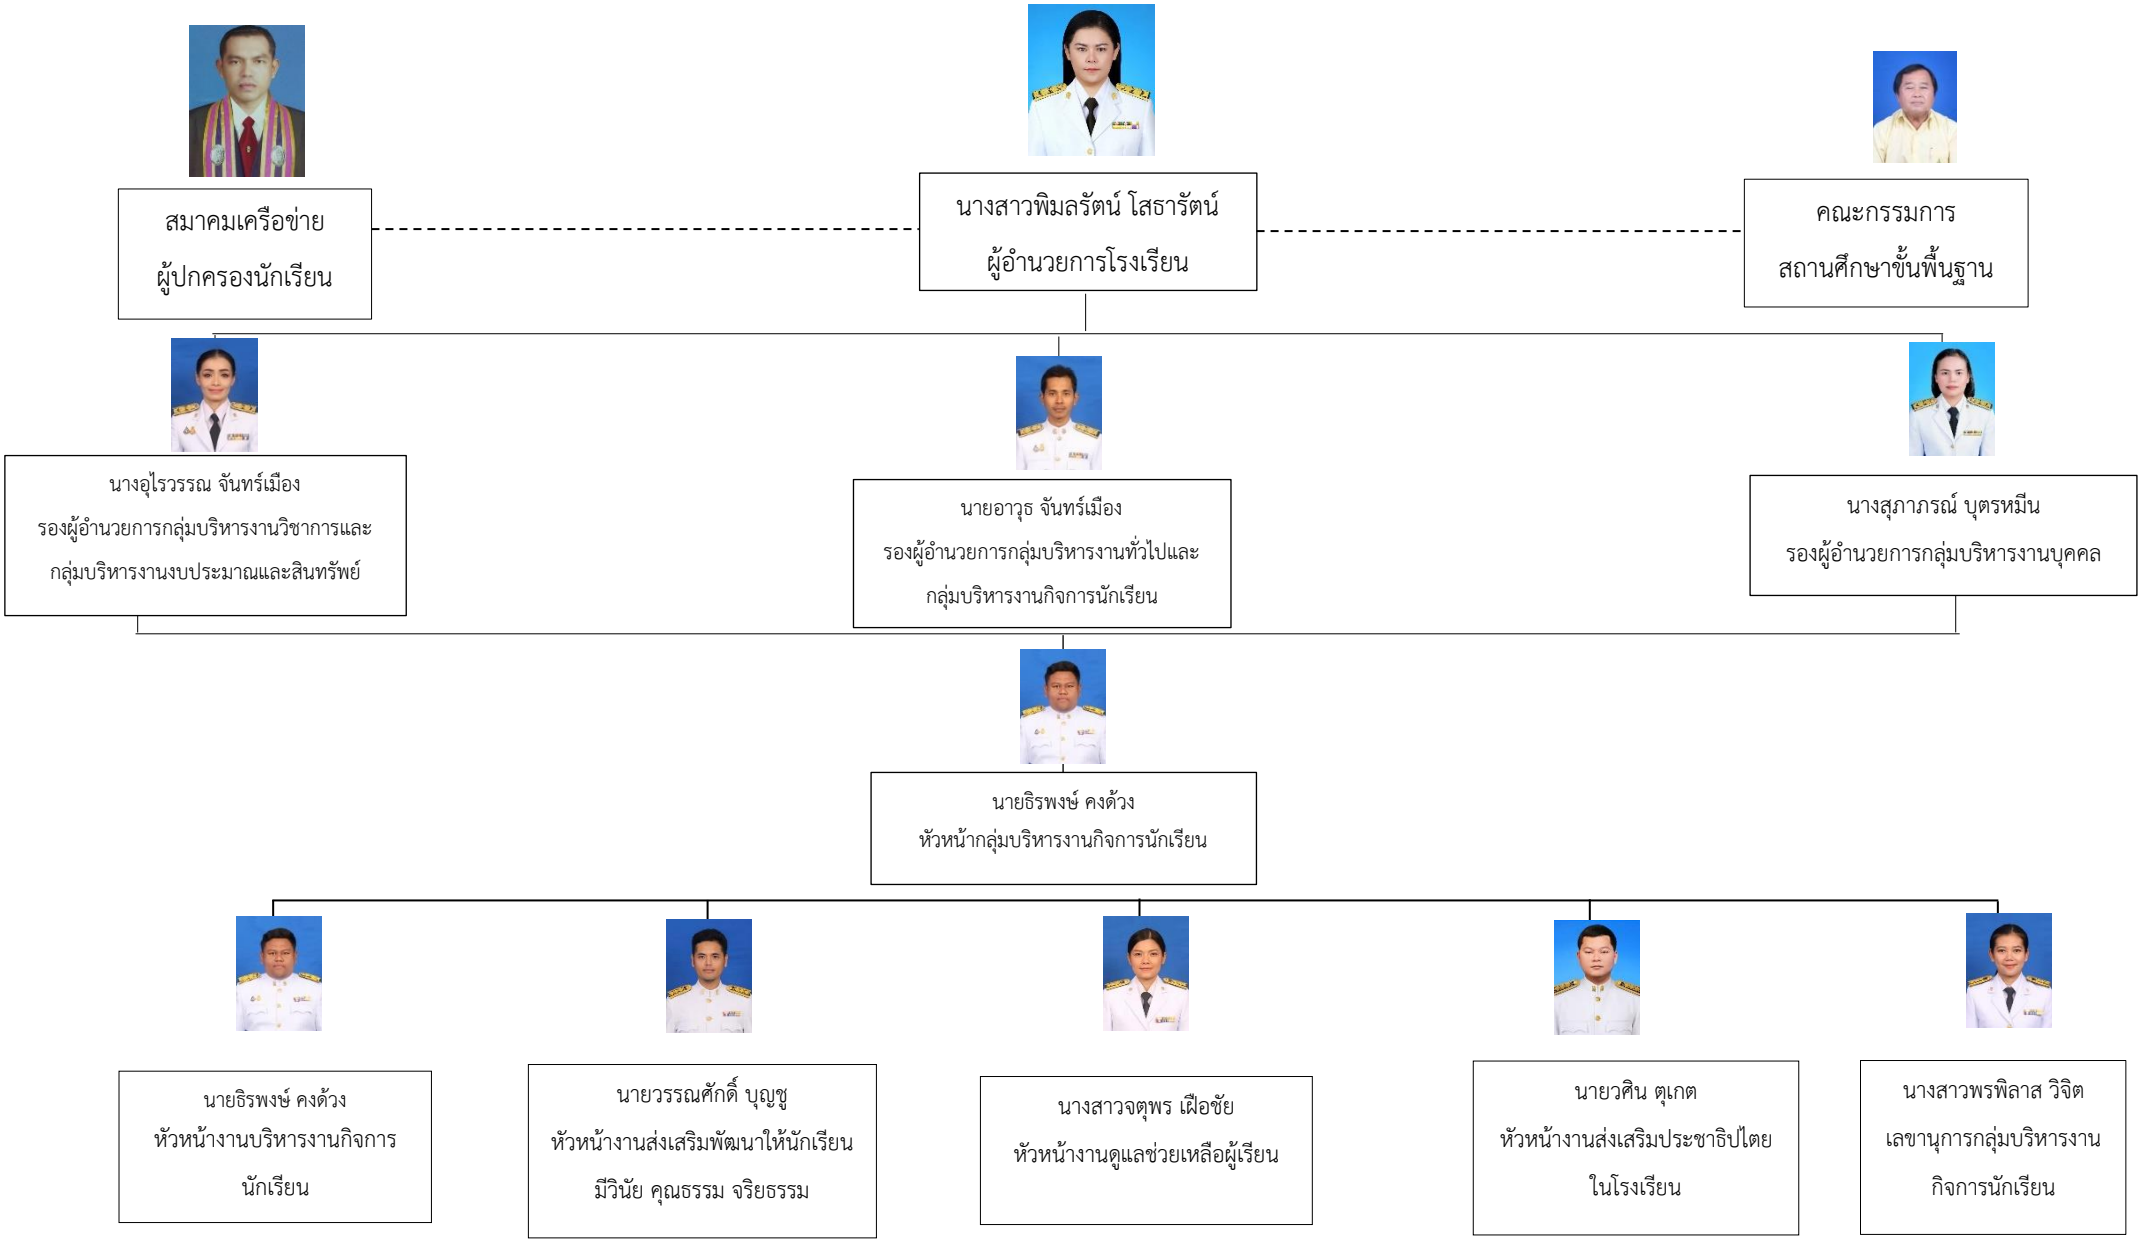 สมาคมเครือข่าย
ผู้ปกครองนักเรียน
นางสาวพิมลรัตน์ โสธารัตน์
ผู้อำนวยการโรงเรียน
คณะกรรมการ
สถานศึกษาขั้นพื้นฐาน
นางอุไรวรรณ จันทร์เมือง
รองผู้อำนวยการกลุ่มบริหารงานวิชาการและ
กลุ่มบริหารงานงบประมาณและสินทรัพย์
นายอาวุธ จันทร์เมือง
รองผู้อำนวยการกลุ่มบริหารงานทั่วไปและ
กลุ่มบริหารงานกิจการนักเรียน
นางสุภาภรณ์ บุตรหมีน
รองผู้อำนวยการกลุ่มบริหารงานบุคคล
นายธิรพงษ์ คงด้วง
หัวหน้ากลุ่มบริหารงานกิจการนักเรียน
นายธิรพงษ์ คงด้วง
หัวหน้างานบริหารงานกิจการ
นักเรียน
นายวรรณศักดิ์ บุญชู
หัวหน้างานส่งเสริมพัฒนาให้นักเรียน
มีวินัย คุณธรรม จริยธรรม
นางสาวจตุพร เฝือชัย
หัวหน้างานดูแลช่วยเหลือผู้เรียน
นายวศิน ตุเกต
หัวหน้างานส่งเสริมประชาธิปไตย
ในโรงเรียน
นางสาวพรพิลาส วิจิต
เลขานุการกลุ่มบริหารงาน
กิจการนักเรียน